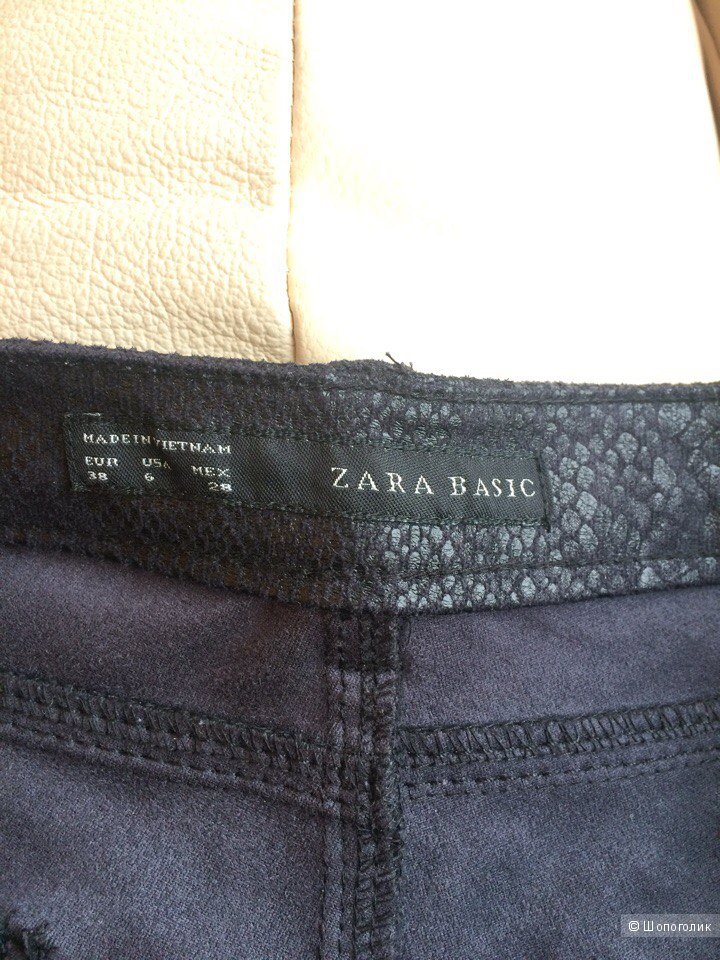 MADE IN VIETNAM
EUR USA MEX
38 6 28
ZARA BASIC
© Шопоголик